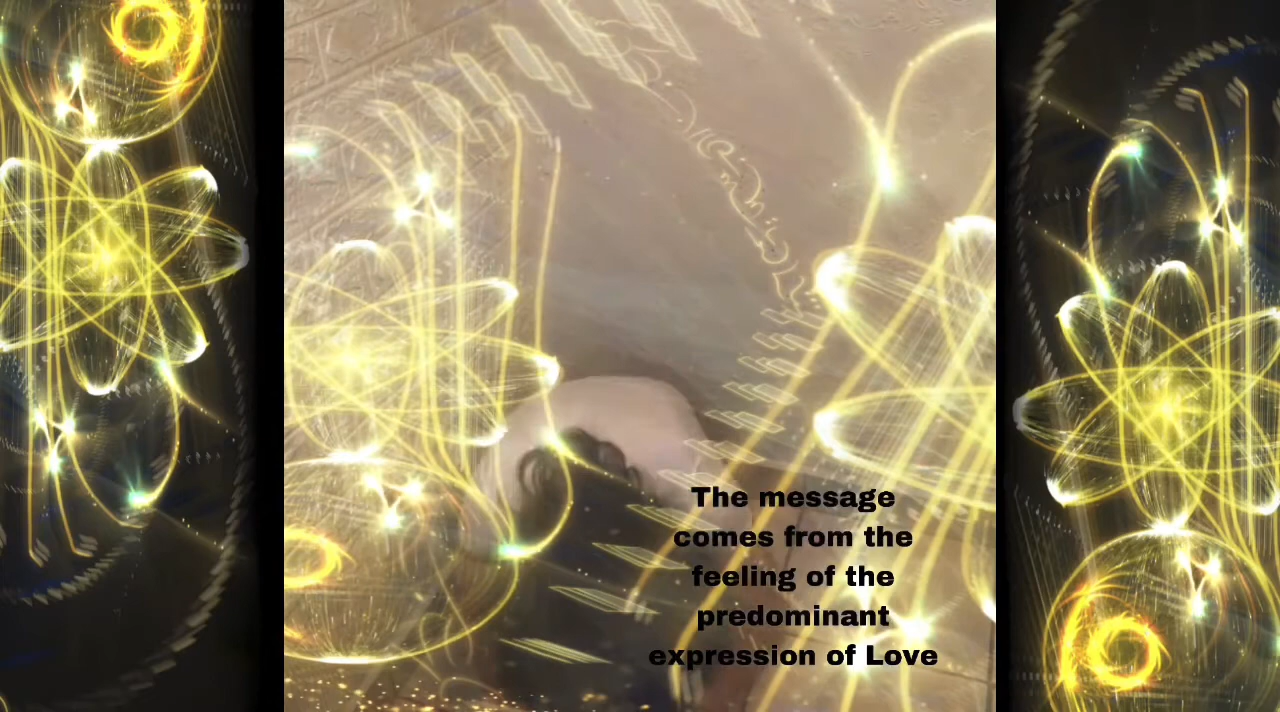 The message
comes from the
feeling of the
predominant
expression of Love